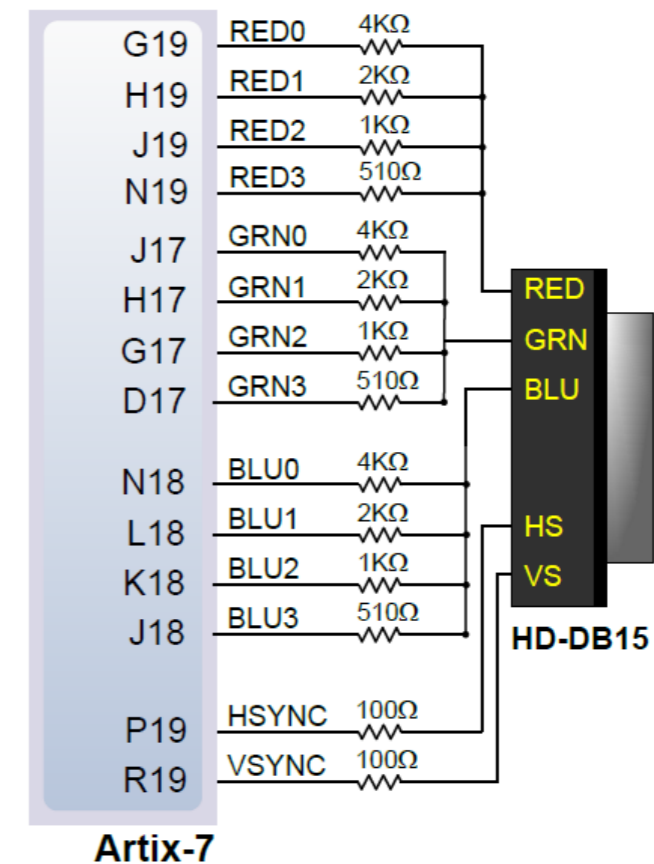 G19 RED0 4KΩ
H19 RED1 2KΩ
J19 RED2 1KΩ
N19 RED3 510Ω
J17 GRN0 4KΩ
H17 GRN1 2KΩ
G17 GRN2 1KΩ
D17 GRN3 510Ω
N18 BLU0 4KΩ
L18 BLU1 2KΩ
K18 BLU2 1KΩ
J18 BLU3 510Ω
P19 HSYNC 100Ω
R19 VSYNC 100Ω
Artix-7
RED
GRN
BLU
HS
VS
HD-DB15